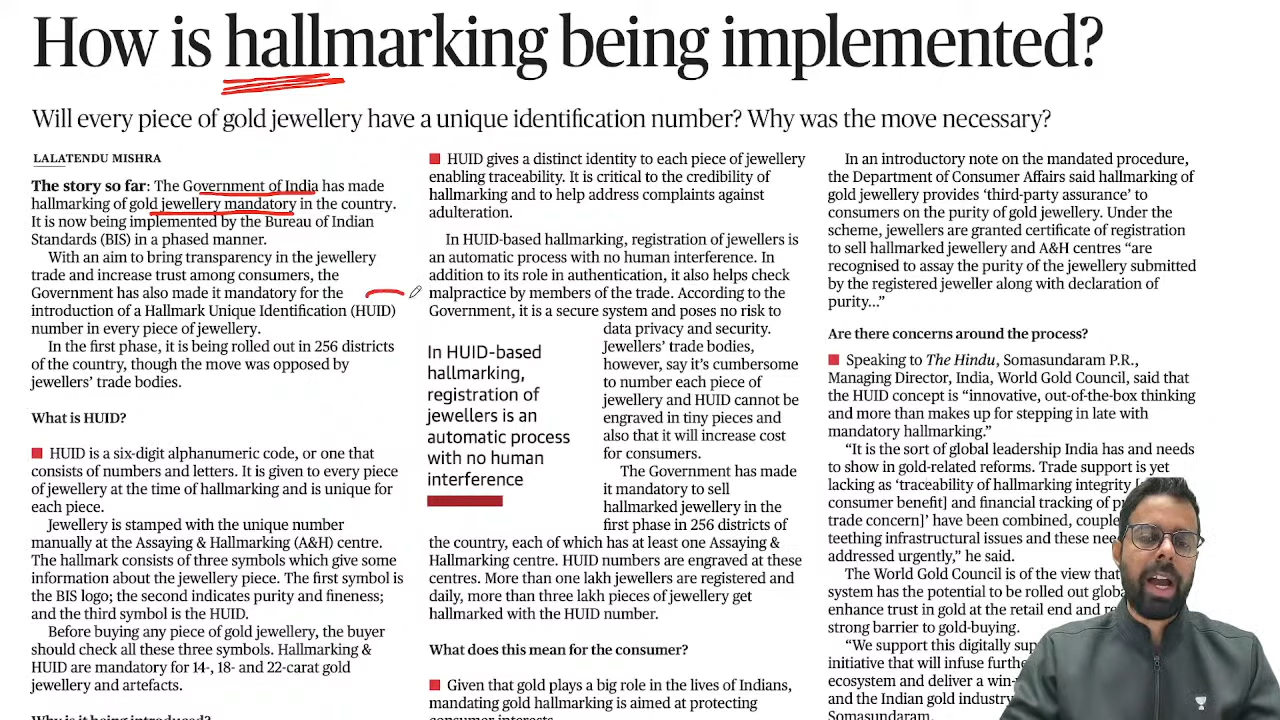 How is hallmarking being implemented?
Will every piece of gold jewellery have a unique identification number? Why was the move necessary?
LALATENDU MISHRA
The story so far: The Government of India has made
hallmarking of gold jewellery mandatory in the country.
It is now being implemented by the Bureau of Indian
Standards (BIS) in a phased manner.
With an aim to bring transparency in the jewellery
trade and increase trust among consumers, the
Government has also made it mandatory for the
introduction of a Hallmark Unique Identification (HUID)
number in every piece of jewellery.
In the first phase, it is being rolled out in 256 districts
of the country, though the move was opposed by
jewellers’ trade bodies.
What is HUID?
HUID is a six-digit alphanumeric code, or one that
consists of numbers and letters. It is given to every piece
of jewellery at the time of hallmarking and is unique for
each piece.
Jewellery is stamped with the unique number
manually at the Assaying & Hallmarking (A&H) centre.
The hallmark consists of three symbols which give some
information about the jewellery piece. The first symbol is
the BIS logo; the second indicates purity and fineness;
and the third symbol is the HUID.
Before buying any piece of gold jewellery, the buyer
should check all these three symbols. Hallmarking &
HUID are mandatory for 14-, 18- and 22-carat gold
jewellery and artefacts.
Why is it being introduced?
HUID gives a distinct identity to each piece of jewellery
enabling traceability. It is critical to the credibility of
hallmarking and to help address complaints against
adulteration.
In HUID-based hallmarking, registration of jewellers is
an automatic process with no human interference. In
addition to its role in authentication, it also helps check
malpractice by members of the trade. According to the
Government, it is a secure system and poses no risk to
data privacy and security.
Jewellers’ trade bodies,
however, say it’s cumbersome
to number each piece of
jewellery and HUID cannot be
engraved in tiny pieces and
also that it will increase cost
for consumers.
The Government has made
it mandatory to sell
hallmarked jewellery in the
first phase in 256 districts of
the country, each of which has at least one Assaying &
Hallmarking centre. HUID numbers are engraved at these
centres. More than one lakh jewellers are registered and
daily, more than three lakh pieces of jewellery get
hallmarked with the HUID number.
In HUID-based
hallmarking,
registration of
jewellers is an
automatic process
with no human
interference
What does this mean for the consumer?
Given that gold plays a big role in the lives of Indians,
mandating gold hallmarking is aimed at protecting
consumer interests.
In an introductory note on the mandated procedure,
the Department of Consumer Affairs said hallmarking of
gold jewellery provides ‘third-party assurance’ to
consumers on the purity of gold jewellery. Under the
scheme, jewellers are granted certificate of registration
to sell hallmarked jewellery and A&H centres “are
recognised to assay the purity of the jewellery submitted
by the registered jeweller along with declaration of
purity...”
Are there concerns around the process?
Speaking to The Hindu, Somasundaram P.R.,
Managing Director, India, World Gold Council, said that
the HUID concept is “innovative, out-of-the-box thinking
and more than makes up for stepping in late with
mandatory hallmarking.”
“It is the sort of global leadership India has and needs
to show in gold-related reforms. Trade support is yet
lacking as ‘traceability of hallmarking integrity
consumer benefit] and financial tracking of
trade concern]’ have been combined,
teething infrastructural issues and these
addressed urgently,” he said.
The World Gold Council is of the view that
system has the potential to be rolled out
enhance trust in gold at the retail end and
strong barrier to gold-buying.
“We support this digitally
initiative that will infuse
ecosystem and deliver a
and the Indian gold industry
Somasundaram.